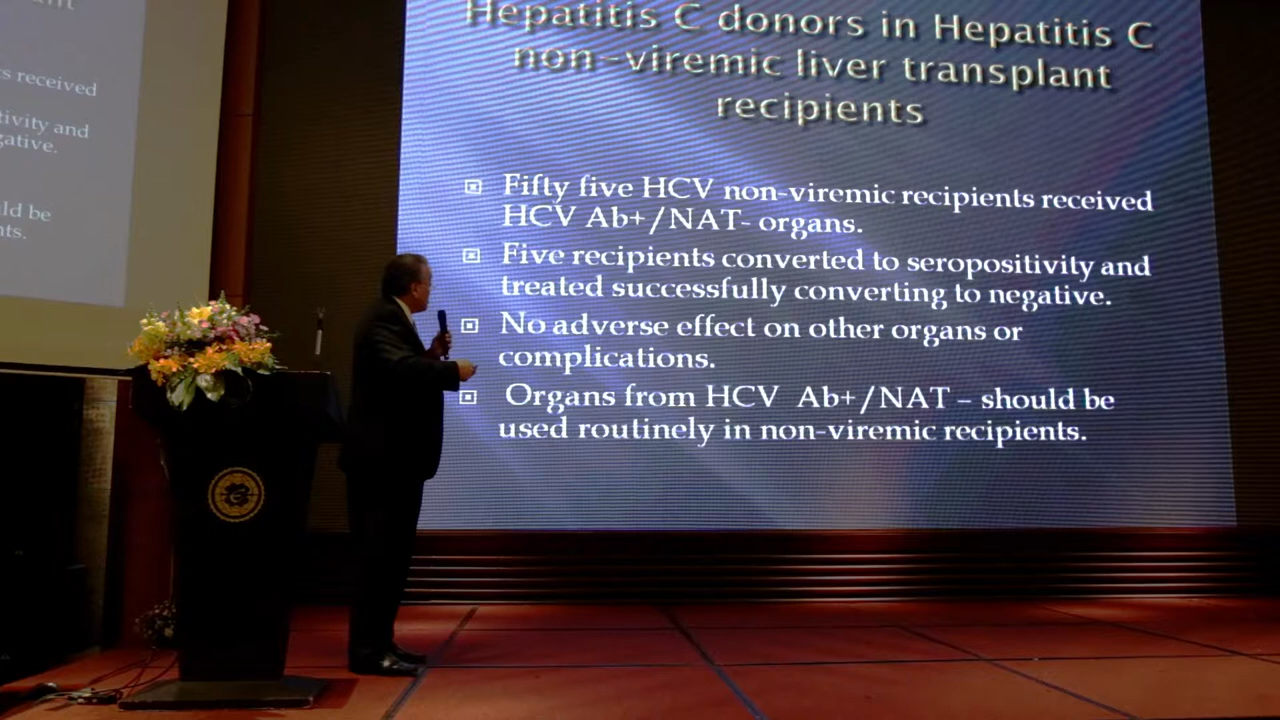 ant
s received
tivity and
gative.
ld be
nts.
Hepatitis C donors in Hepatitis C
non-viremic liver transplant
recipients
Fifty five HCV non-viremic recipients received
HCV Ab+/NAT- organs.
Five recipients converted to seropositivity and
treated successfully converting to negative.
No adverse effect on other organs or
complications.
Organs from HCV Ab+/NAT – should be
used routinely in non-viremic recipients.